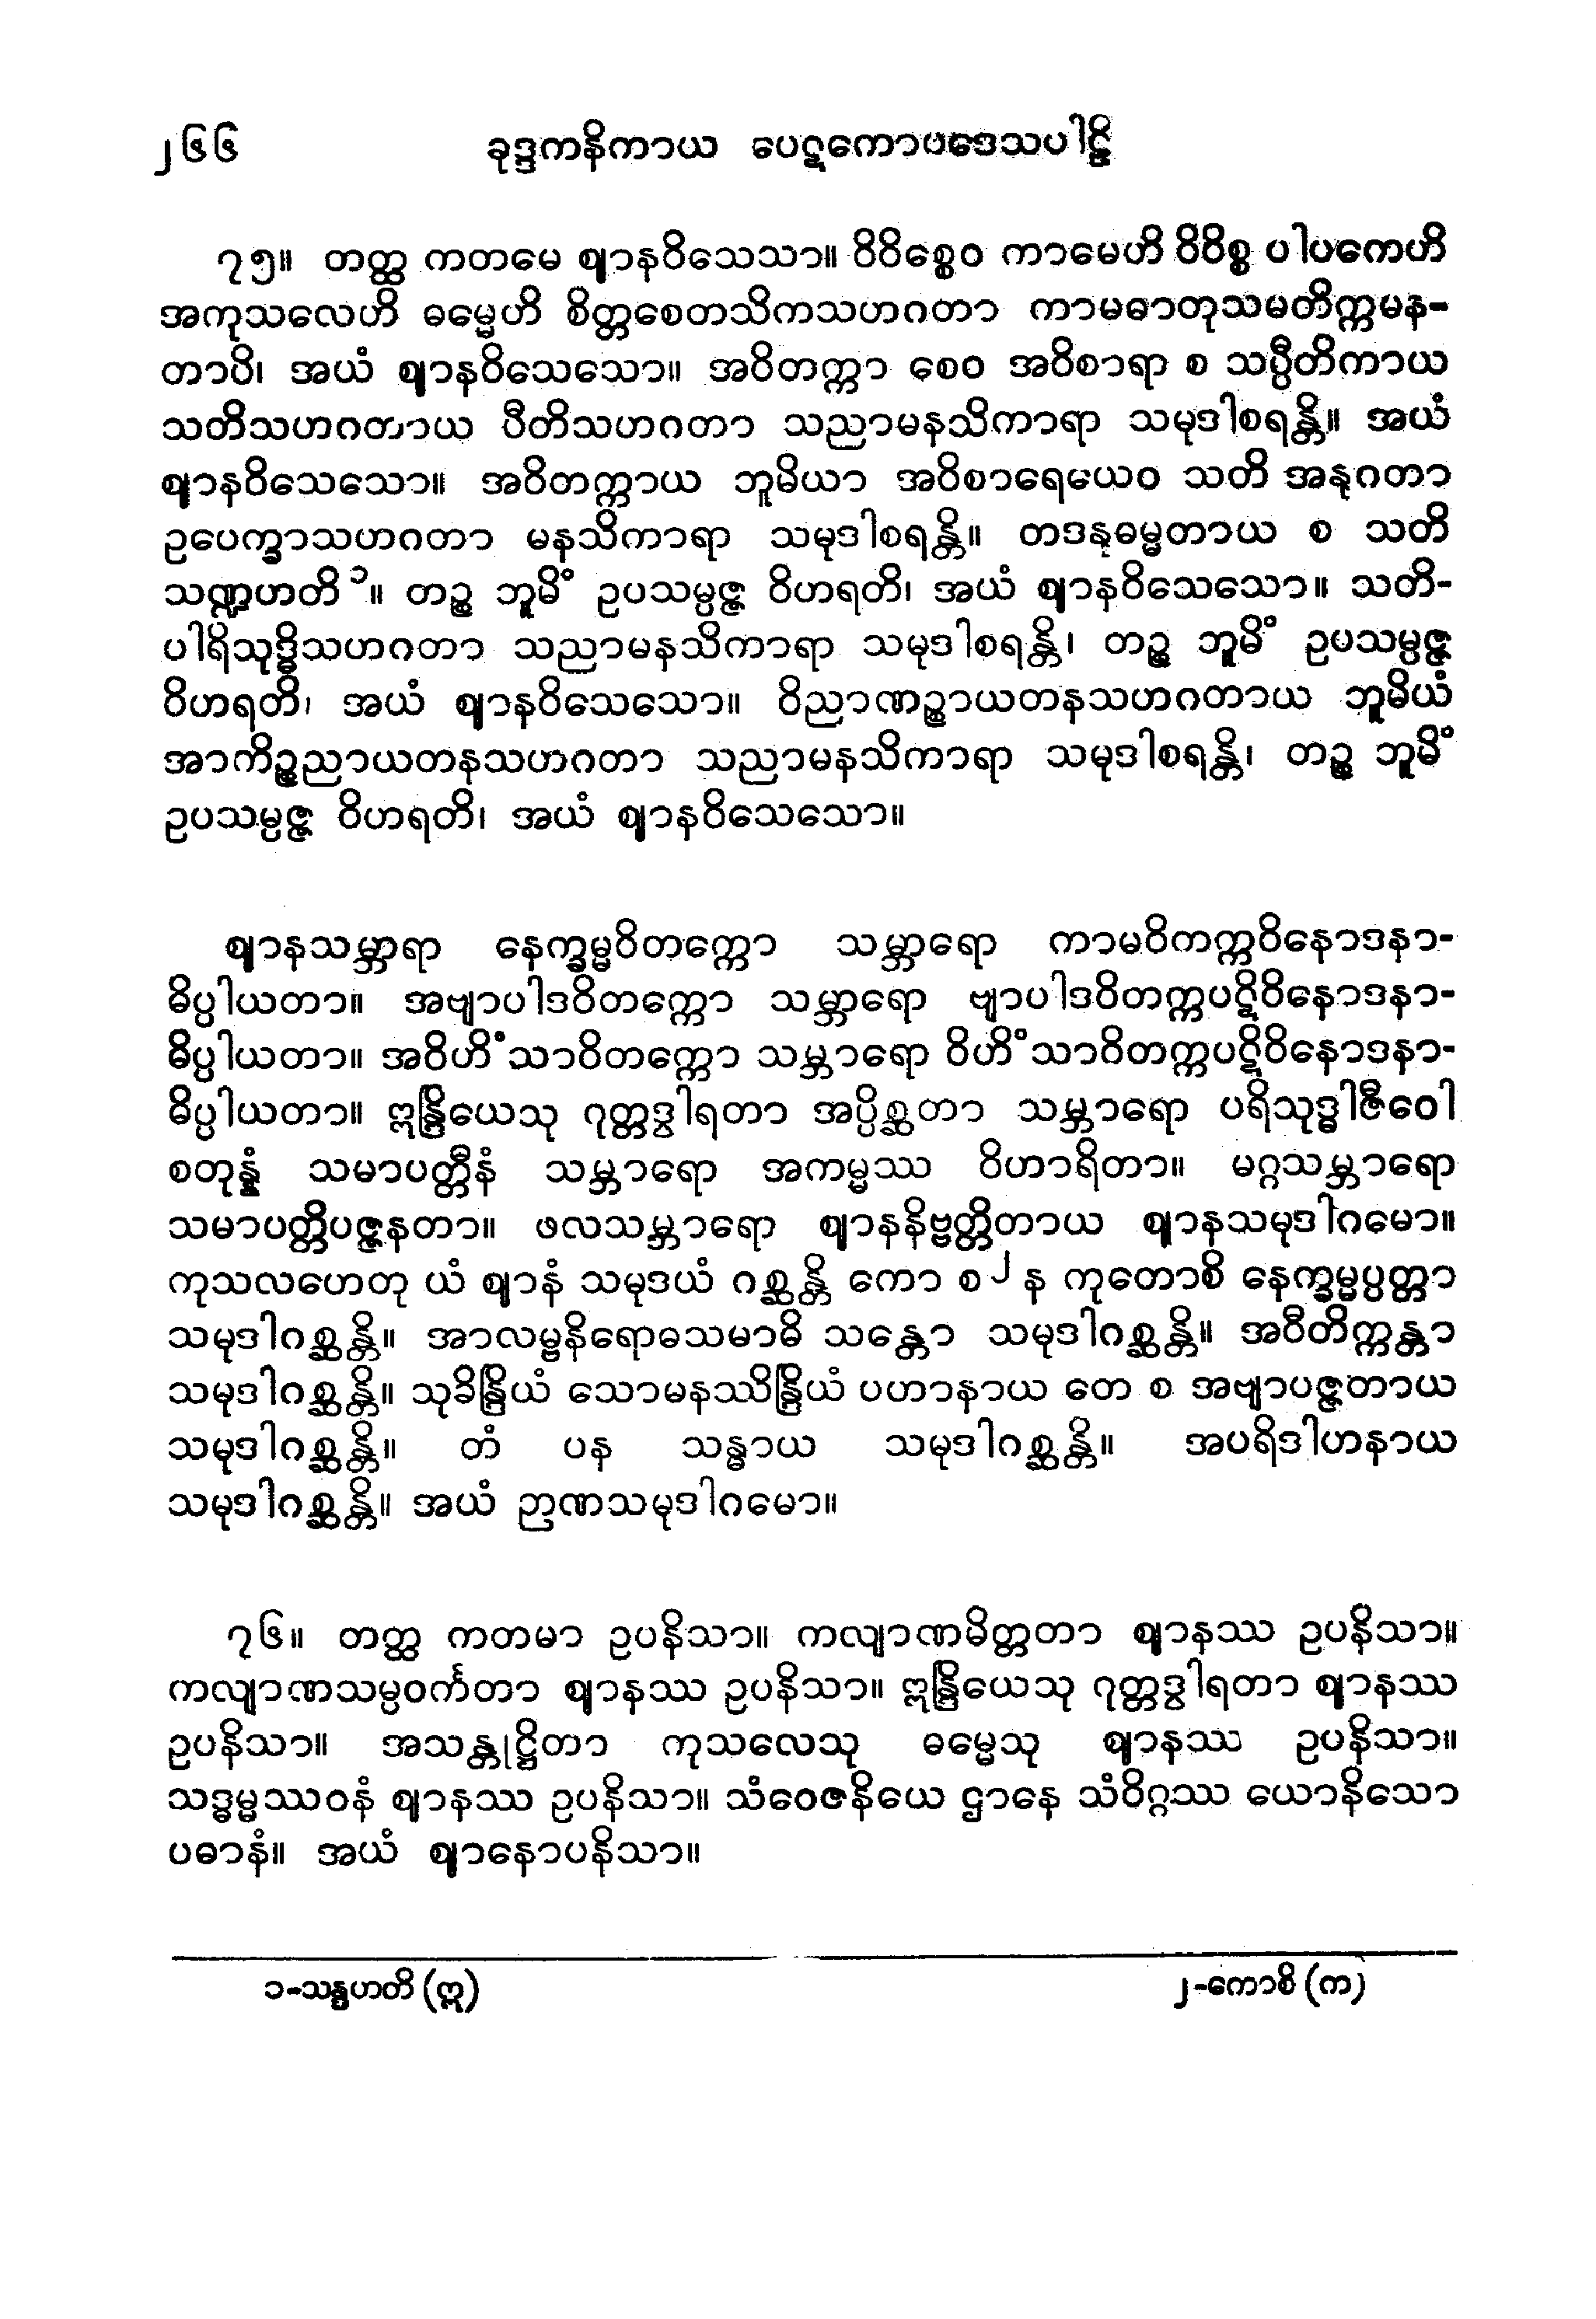 ၂၆၆ ခုဒ္ဒကနိကာယ ပေဋကောပဒေသပါဠိ
၇၅။ တတ္ထ ကတမေ ဈာနဝိသေသာ။ ဝိဝိစ္စေဝ ကာမေဟိ ဝိဝိစ္စ ပါပကေဟိ
အကုသလေဟိ ဓမ္မေဟိ စိတ္တစေတသိကသဟဂတာ ကာမဓာတုသမတိက္ကမန-
တာပိ၊ အယံ ဈာနဝိသေသော။ အဝိတက္ကာ စေဝ အဝိစာရာ စ သပ္ပီတိကာယ
သတိသဟဂတာယ ပီတိသဟဂတာ သညာမနသိကာရာ သမုဒါစရန္တိ။ အယံ
ဈာနဝိသေသော။ အဝိတက္ကာယ ဘူမိယာ အဝိစာရေယေဝ သတိ အနုဂတာ
ဥပေက္ခာသဟဂတာ မနသိကာရာ သမုဒါစရန္တိ။ တဒနုဓမ္မတာယ စ သတိ
သဏ္ဍဟတိ ၁။ တဉ္စ ဘူမိံ ဥပသမ္ပဇ္ဇ ဝိဟရတိ၊ အယံ ဈာနဝိသေသော။ သတိ-
ပါရိသုဒ္ဓိသဟဂတာ သညာမနသိကာရာ သမုဒါစရန္တိ၊ တဉ္စ ဘူမိံ ဥပသမ္ပဇ္ဇ
ဝိဟရတိ၊ အယံ ဈာနဝိသေသော။ ဝိညာဏဉ္စာယတနသဟဂတာယ ဘူမိယံ
အာကိဉ္စညာယတနသဟဂတာ သညာမနသိကာရာ သမုဒါစရန္တိ၊ တဉ္စ ဘူမိံ
ဥပသမ္ပဇ္ဇ ဝိဟရတိ၊ အယံ ဈာနဝိသေသော။
ဈာနသမ္ဘာရာ နေက္ခမ္မဝိတက္ကော သမ္ဘာရော ကာမဝိကက္ကဝိနောဒနာ-
ဓိပ္ပါယတာ။ အဗျာပါဒဝိတက္ကော သမ္ဘာရော ဗျာပါဒဝိတက္ကပဋိဝိနောဒနာ-
ဓိပ္ပါယတာ။ အဝိဟိံသာဝိတက္ကော သမ္ဘာရော ဝိဟိံသာဝိတက္ကပဋိဝိနောဒနာ-
ဓိပ္ပါယတာ။ ဣန္ဒြိယေသု ဂုတ္တဒွါရတာ အပ္ပိစ္ဆတာ သမ္ဘာရော ပရိသုဒ္ဓါဇီဝေါ
စတုန္နံ သမာပတ္တီနံ သမ္ဘာရော အကမ္မဿ ဝိဟာရိတာ။ မဂ္ဂသမ္ဘာရော
သမာပတ္တိပဇ္ဇနတာ။ ဖလသမ္ဘာရော ဈာနနိဗ္ဗတ္တိတာယ ဈာနသမုဒါဂမော။
ကုသလဟေတု ယံ ဈာနံ သမုဒယံ ဂစ္ဆန္တိ ကော စ ၂ န ကုတောစိ နေက္ခမ္မပ္ပတ္တာ
သမုဒါဂစ္ဆန္တိ။ အာလမ္ဗနိရောဓသမာဓိ သန္တော သမုဒါဂစ္ဆန္တိ။ အဝီတိက္ကန္တာ
သမုဒါဂစ္ဆန္တိ။ သုခိန္ဒြိယံ သောမနဿိန္ဒြိယံ ပဟာနာယ တေ စ အဗျာပဇ္ဇတာယ
သမုဒါဂစ္ဆန္တိ။ တံ ပန သန္ဓာယ သမုဒါဂစ္ဆန္တိ။ အပရိဒါဟနာယ
သမုဒါဂစ္ဆန္တိ။ အယံ ဉာဏသမုဒါဂမော။
၇၆။ တတ္ထ ကတမာ ဥပနိသာ။ ကလျာဏမိတ္တတာ ဈာနဿ ဥပနိသာ။
ကလျာဏသမ္ပဝင်္ကတာ ဈာနဿ ဥပနိသာ။ ဣန္ဒြိယေသု ဂုတ္တဒွါရတာ ဈာနဿ
ဥပနိသာ။ အသန္တုဋ္ဌိတာ ကုသလေသု ဓမ္မေသု ဈာနဿ ဥပနိသာ။
သဒ္ဓမ္မဿဝနံ ဈာနဿ ဥပနိသာ။ သံဝေဇနိယေ ဌာနေ သံဝိဂ္ဂဿ ယောနိသော
ပဓာနံ။ အယံ ဈာနောပနိသာ။
၁-သန္ဓဟတိ (ဣ) ၂-ကောစိ (က)